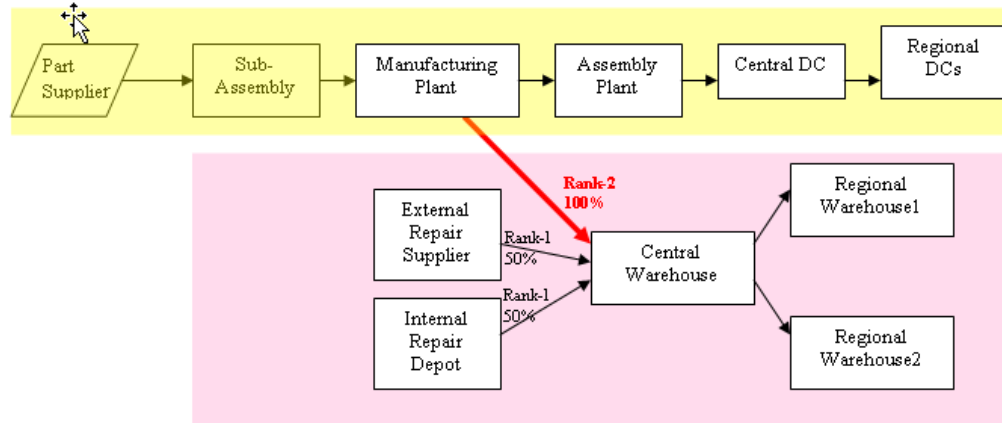 Part
Supplier
Sub-
Assembly
Manufacturing
Plant
Assembly
Plant
Central DC
Regional
DCs
Rank-2
100%
External
Repair
Supplier
Rank-1
50%
Internal
Repair
Depot
Rank-1
50%
Central
Warehouse
Regional
Warehouse1
Regional
Warehouse2